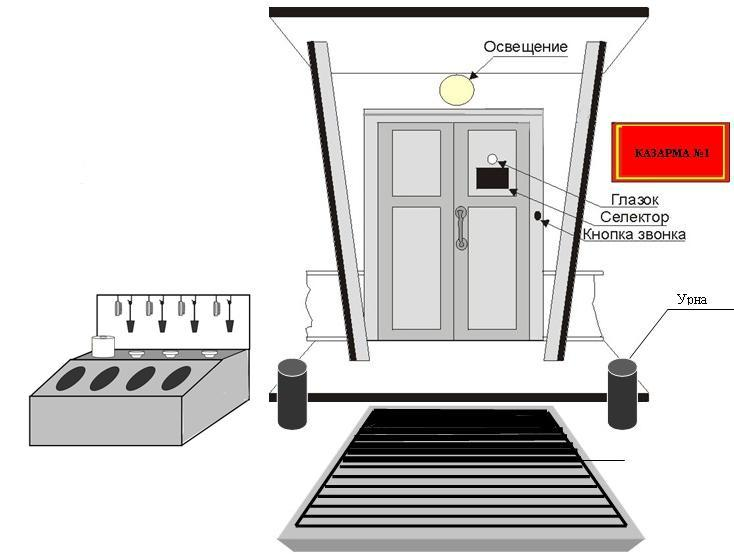 Освещение
КАЗАРМА №1
Глазок
Селектор
Кнопка звонка
Урна